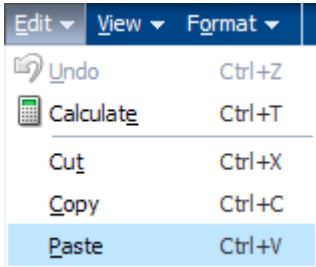 Edit View Format
Undo Ctrl+Z
Calculate Ctrl+T
Cut Ctrl+X
Copy Ctrl+C
Paste Ctrl+V